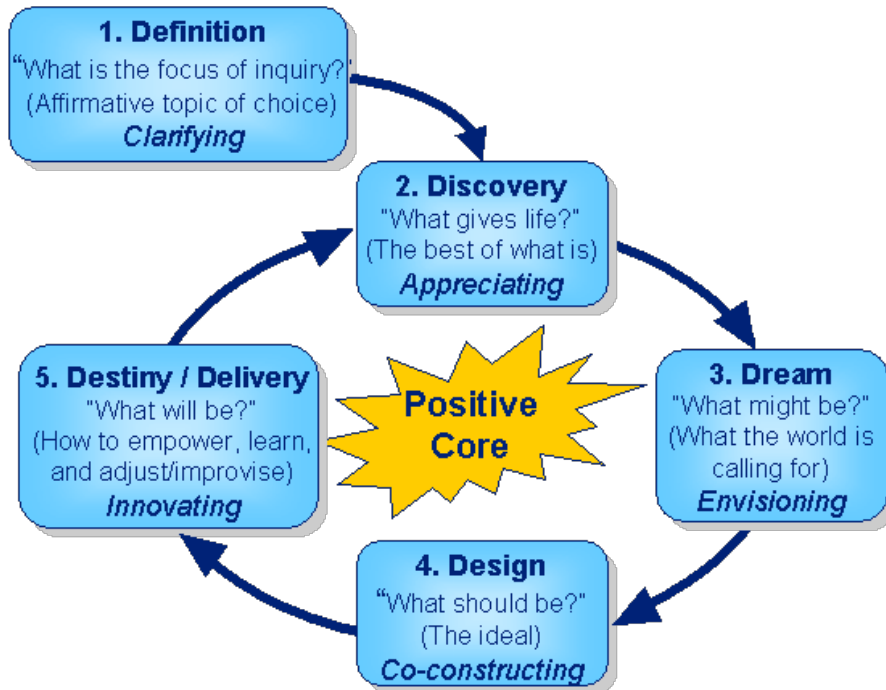 1. Definition
“What is the focus of inquiry?"
(Affirmative topic of choice)
Clarifying
2. Discovery
"What gives life?"
(The best of what is)
Appreciating
3. Dream
"What might be?"
(What the world is
calling for)
Envisioning
4. Design
“What should be?"
(The ideal)
Co-constructing
5. Destiny / Delivery
"What will be?"
(How to empower, learn,
and adjust/improvise)
Innovating
Positive
Core